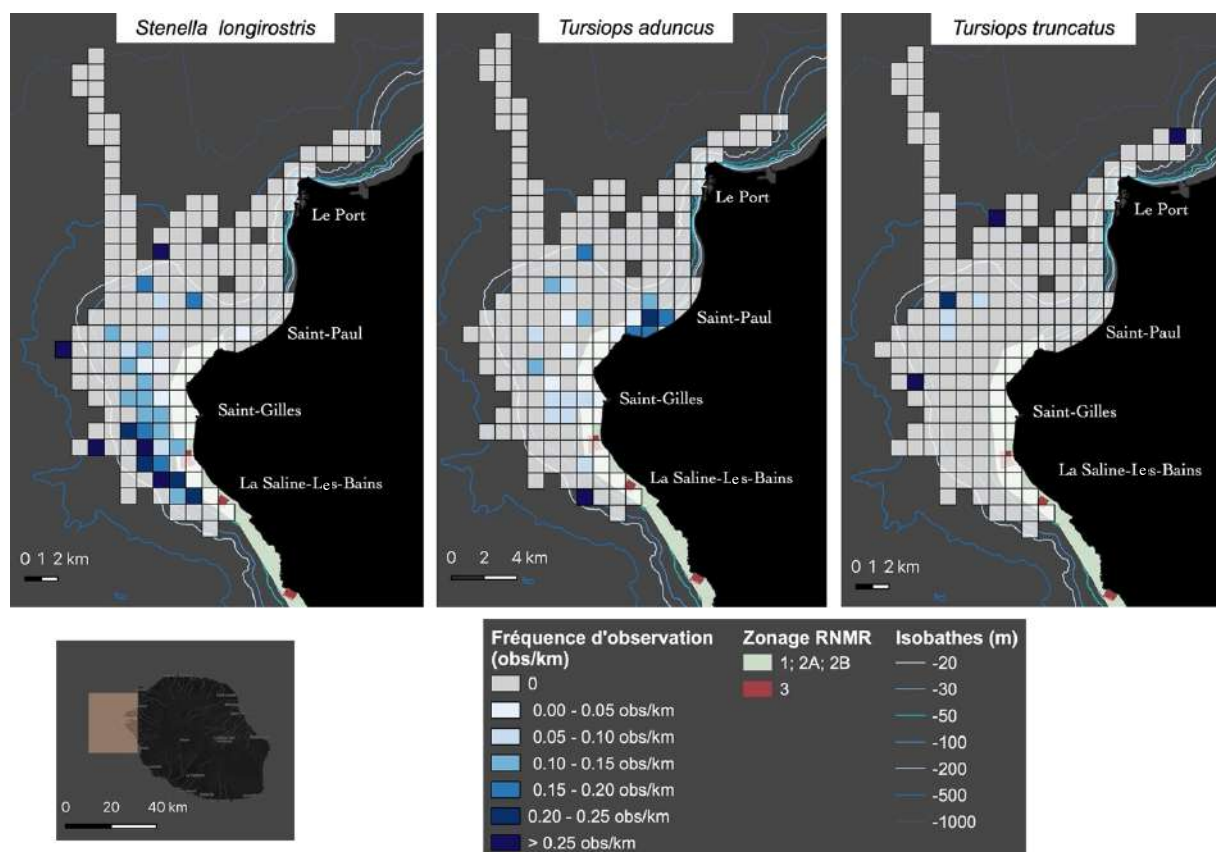 Stenella longirostris
Tursiops aduncus
Tursiops truncatus
Le Port
Saint-Paul
Saint-Gilles
La Saline-Les-Bains
0 1 2 km
Le Port
Saint-Paul
Saint-Gilles
La Saline-Les-Bains
0 2 4 km
Le Port
Saint-Paul
Saint-Gilles
La Saline-Les-Bains
0 1 2 km
0 20 40 km
Fréquence d'observation
(obs/km)
0
0.00 - 0.05 obs/km
0.05 - 0.10 obs/km
0.10 - 0.15 obs/km
0.15 - 0.20 obs/km
0.20 - 0.25 obs/km
> 0.25 obs/km
Zonage RNMR
1; 2A; 2B
3
Isobathes (m)
-20
-30
-50
-100
-200
-500
-1000